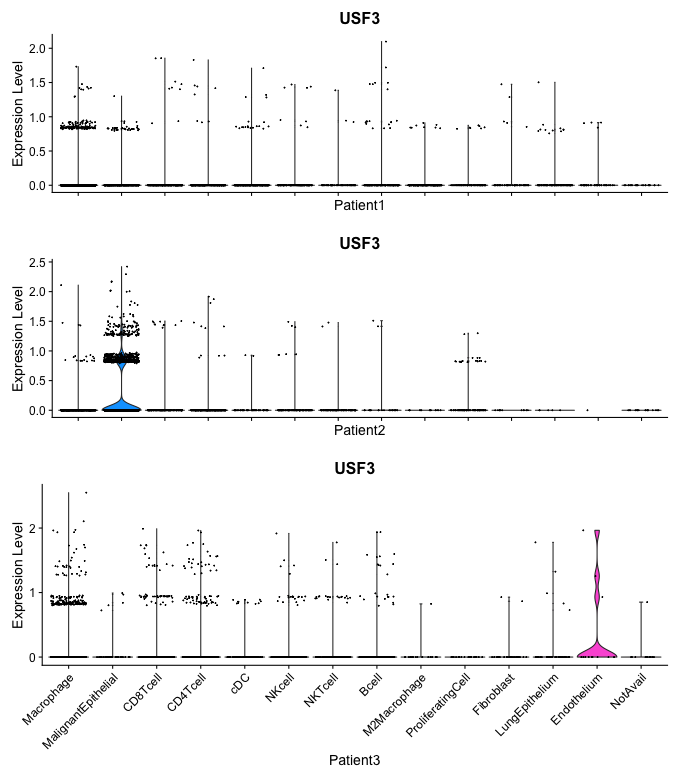 USF3
Expression Level
2.0
1.5
1.0
0.5
0.0
Patient1
USF3
Expression Level
2.5
2.0
1.5
1.0
0.5
0.0
Patient2
USF3
Expression Level
2
1
0
Macrophage
MalignantEpithelial
CD8Tcell
CD4Tcell
cDC
NKcell
NKTcell
Bcell
M2Macrophage
ProliferatingCell
Fibroblast
LungEpithelium
Endothelium
NotAvail
Patient3